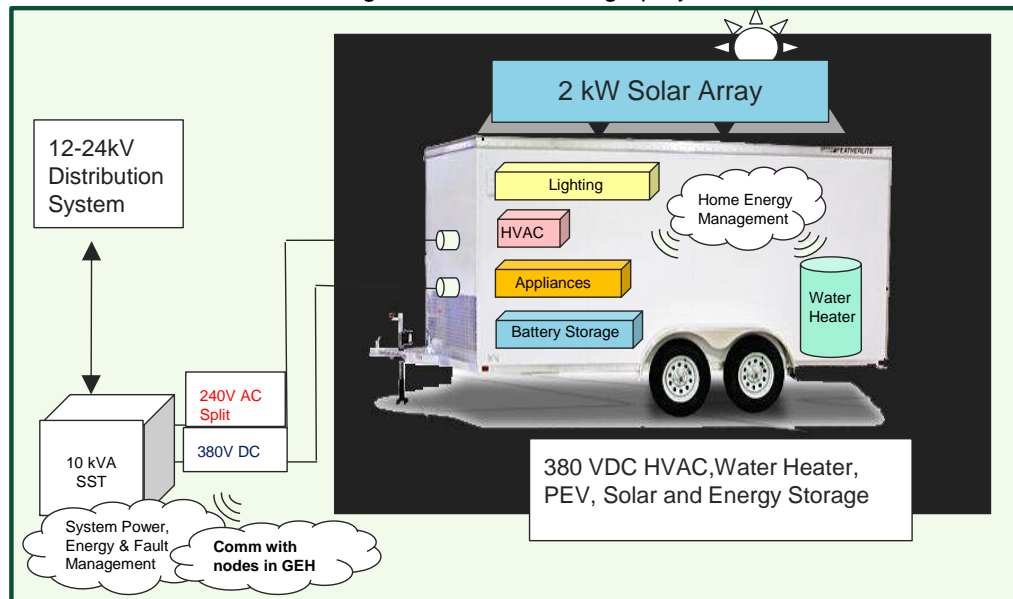 2 kW Solar Array
12-24kV
Distribution
System
Lighting
Home Energy
Management
HVAC
Appliances
Water
Heater
Battery Storage
240V AC
Split
380V DC
10 kVA
SST
380 VDC HVAC,Water Heater,
PEV, Solar and Energy Storage
System Power,
Energy & Fault
Management
Comm with
nodes in GEH